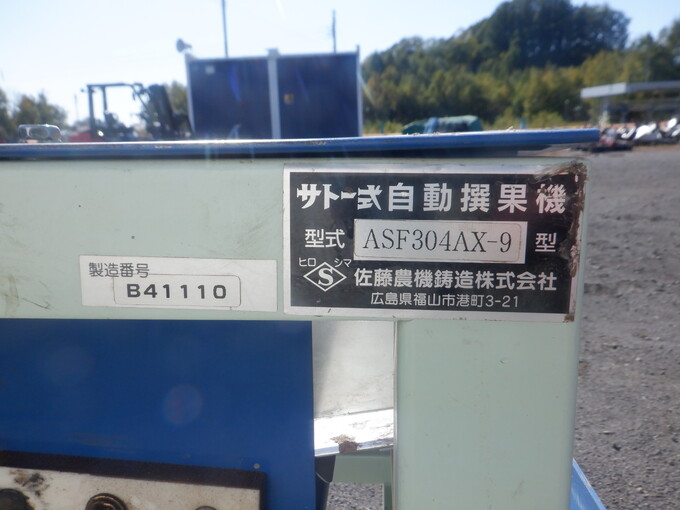 サトー式自動撰果機
型式 ASF304AX-9 型
ヒロ S シマ 佐藤農機鋳造株式会社
広島県福山市港町3-21
製造番号
B41110